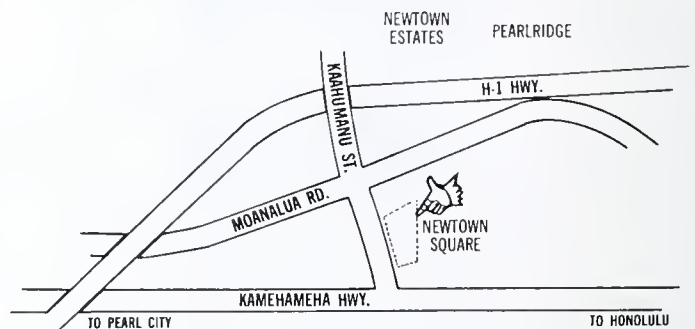 NEWTOWN
ESTATES
PEARLRIDGE
KAAHUMANU ST.
H-1 HWY.
MOANALUA RD.
NEWTOWN
SQUARE
KAMEHAMEHA HWY.
TO PEARL CITY
TO HONOLULU